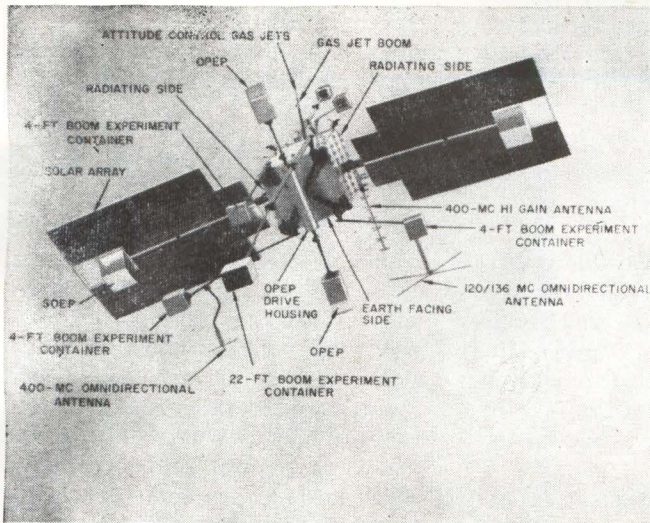 ATTITUDE CONTROL GAS JETS
OPEP
GAS JET BOOM
RADIATING SIDE
RADIATING SIDE
4-FT BOOM EXPERIMENT
CONTAINER
SOLAR ARRAY
400-MC HI GAIN ANTENNA
4-FT BOOM EXPERIMENT
CONTAINER
120/136 MC OMNIDIRECTIONAL
ANTENNA
SOEP
OPEP
DRIVE
HOUSING
EARTH FACING
SIDE
4-FT BOOM EXPERIMENT
CONTAINER
OPEP
400-MC OMNIDIRECTIONAL
ANTENNA
22-FT BOOM EXPERIMENT
CONTAINER